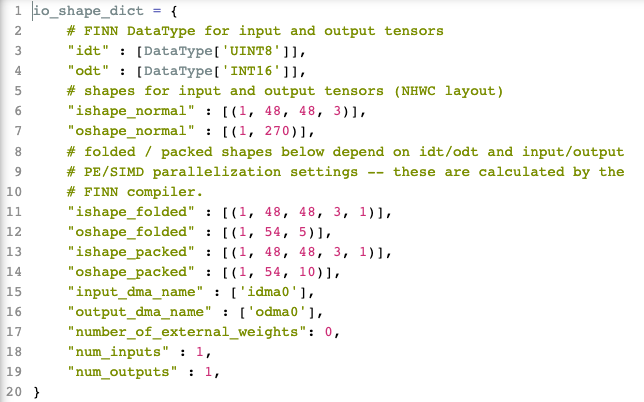 1 io_shape_dict = {
2     # FINN DataType for input and output tensors
3     "idt" : [DataType['UINT8']],
4     "odt" : [DataType['INT16']],
5     # shapes for input and output tensors (NHWC layout)
6     "ishape_normal" : [(1, 48, 48, 3)],
7     "oshape_normal" : [(1, 270)],
8     # folded / packed shapes below depend on idt/odt and input/output
9     # PE/SIMD parallelization settings -- these are calculated by the
10     # FINN compiler.
11     "ishape_folded" : [(1, 48, 48, 3, 1)],
12     "oshape_folded" : [(1, 54, 5)],
13     "ishape_packed" : [(1, 48, 48, 3, 1)],
14     "oshape_packed" : [(1, 54, 10)],
15     "input_dma_name" : ['idma0'],
16     "output_dma_name" : ['odma0'],
17     "number_of_external_weights": 0,
18     "num_inputs" : 1,
19     "num_outputs" : 1,
20 }